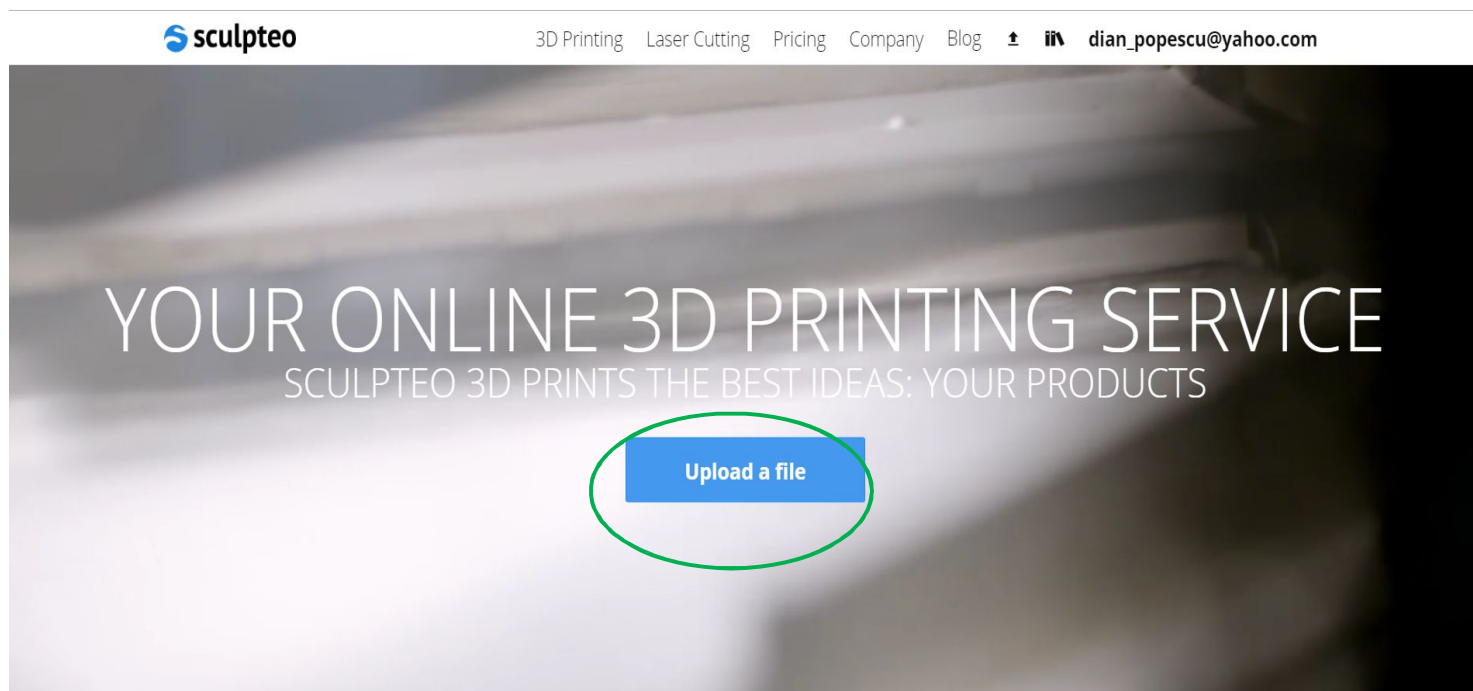 sculpteo 3D Printing Laser Cutting Pricing Company Blog dian_popescu@yahoo.com
YOUR ONLINE 3D PRINTING SERVICE
SCULPTEO 3D PRINTS THE BEST IDEAS: YOUR PRODUCTS
Upload a file